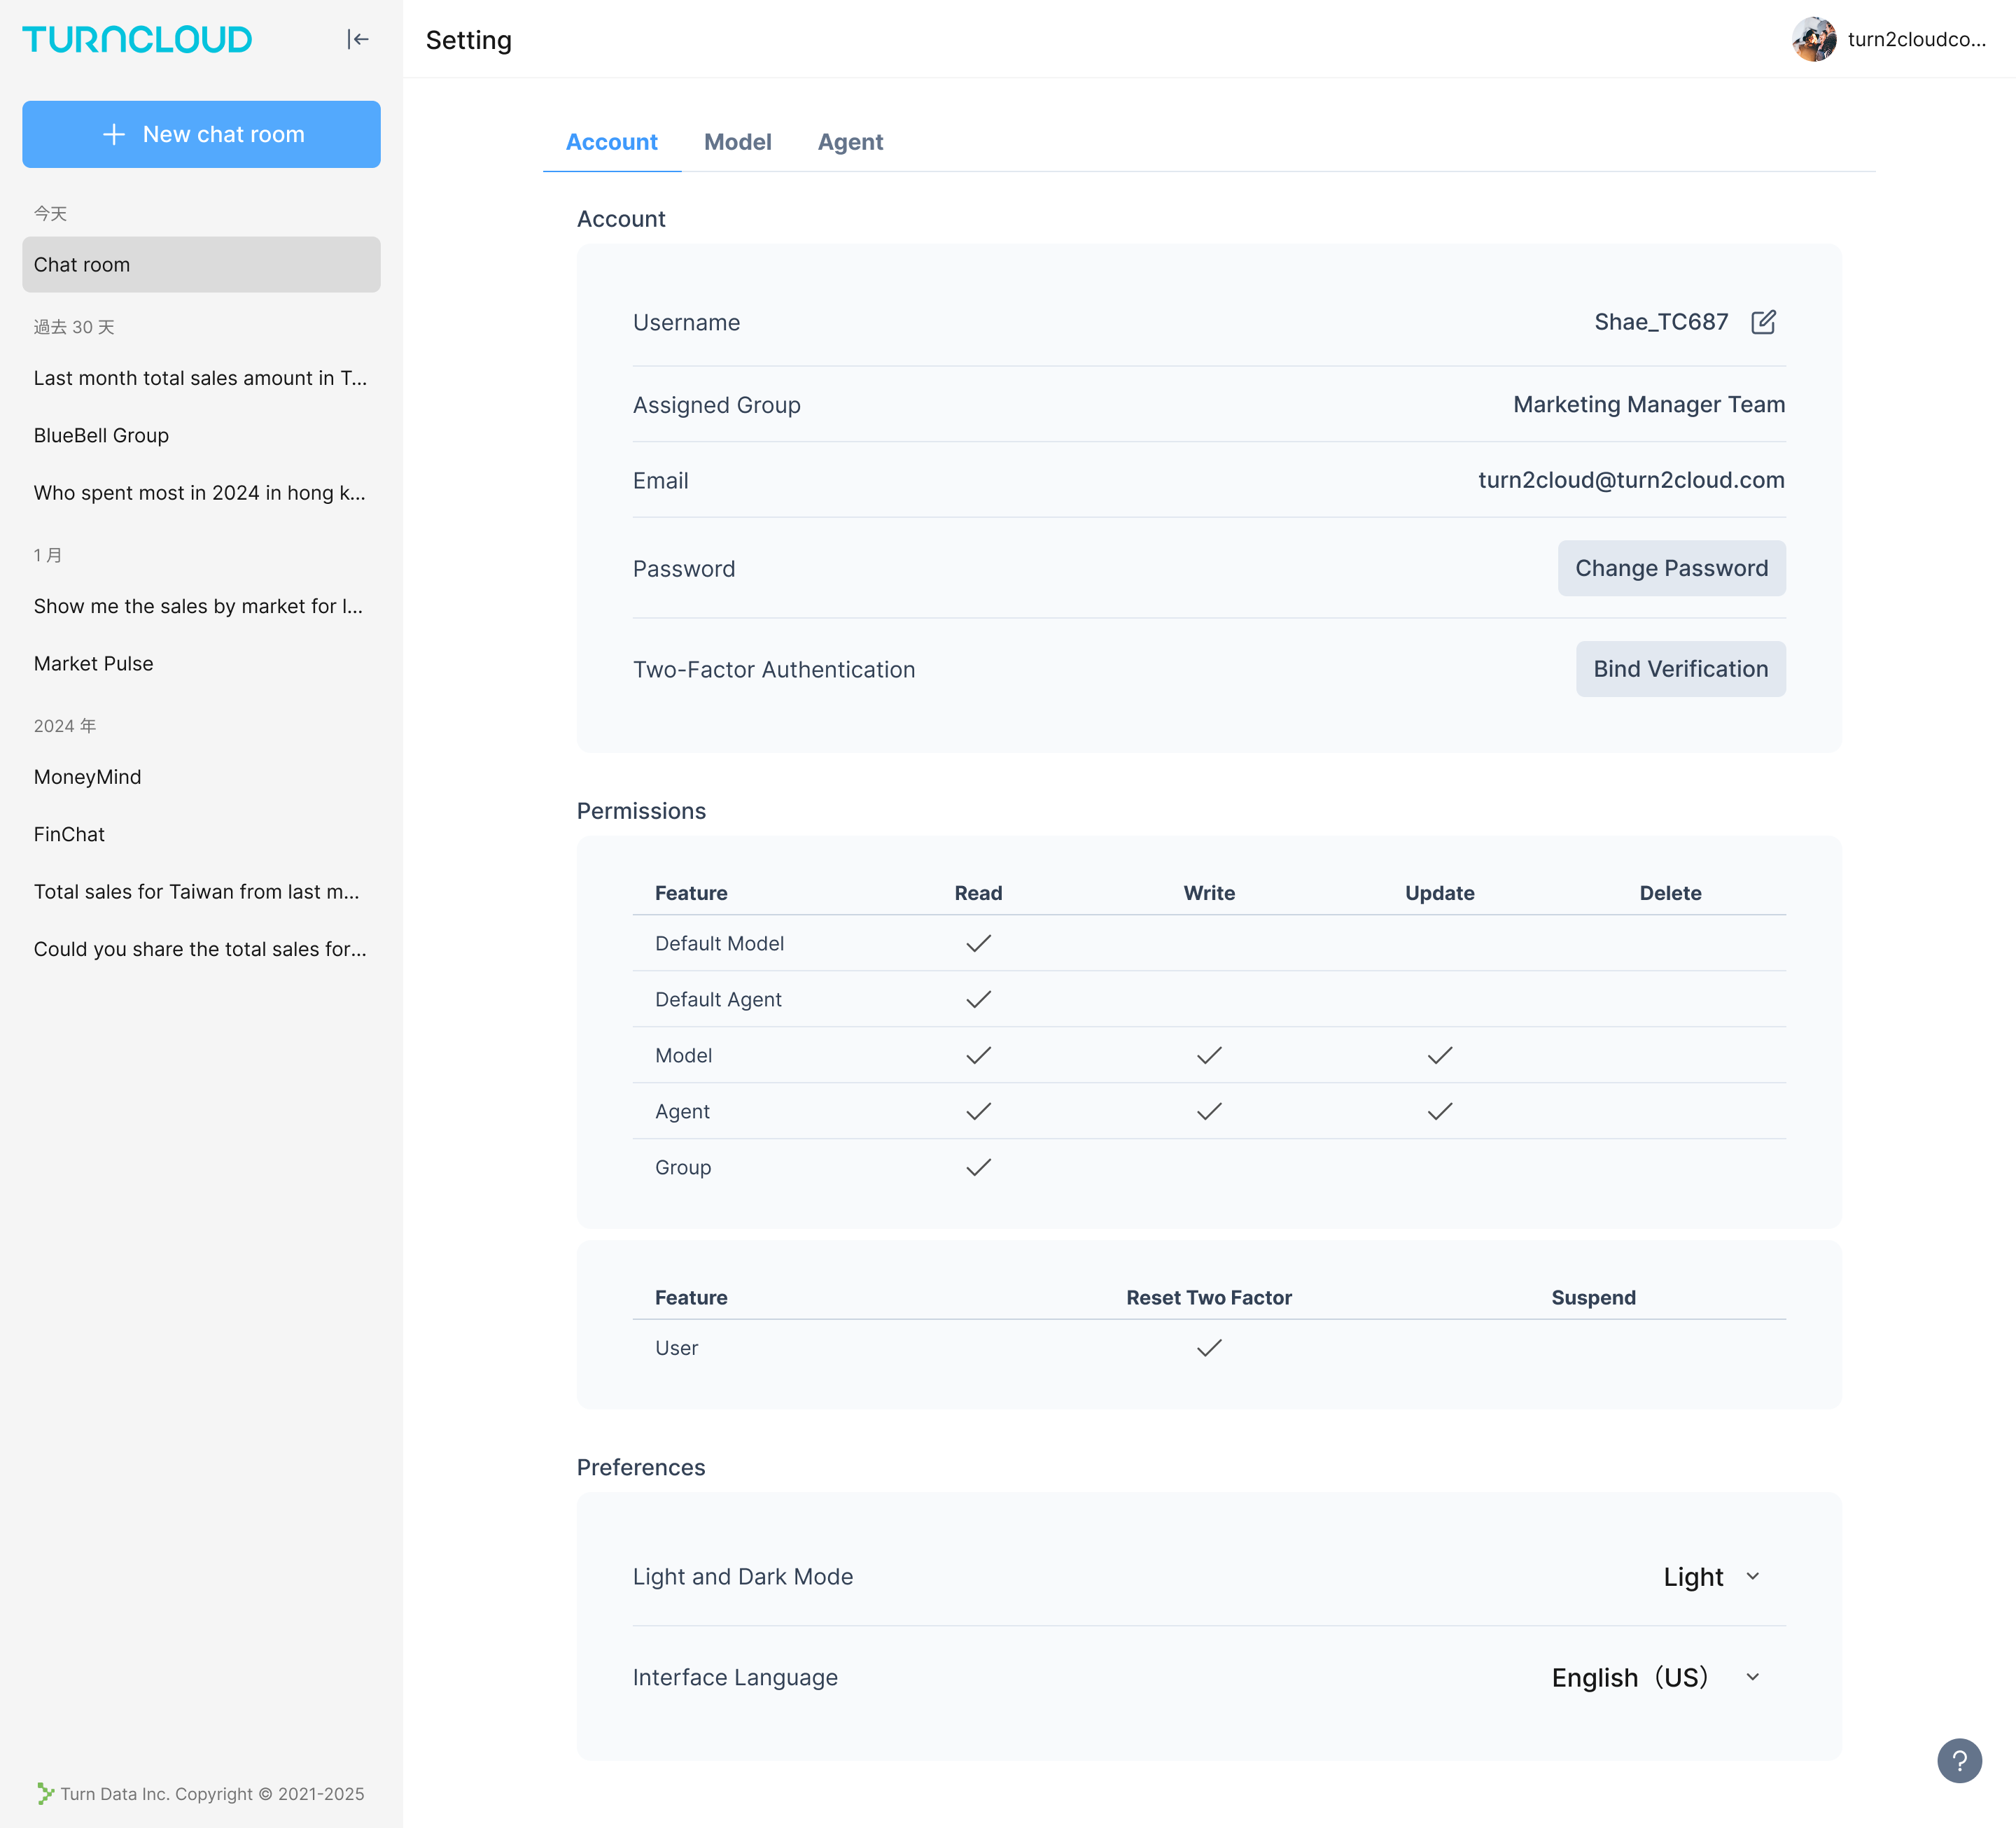 TURNCLOUD
New chat room
今天
Chat room
過去 30 天
Last month total sales amount in T...
BlueBell Group
Who spent most in 2024 in hong k...
1 月
Show me the sales by market for l...
Market Pulse
2024 年
MoneyMind
FinChat
Total sales for Taiwan from last m...
Could you share the total sales for...
Turn Data Inc. Copyright © 2021-2025
Setting
turn2cloudco...
Account Model Agent
Account
Username Shae_TC687
Assigned Group Marketing Manager Team
Email turn2cloud@turn2cloud.com
Password Change Password
Two-Factor Authentication Bind Verification
Permissions
Feature Read Write Update Delete
Default Model
Default Agent
Model
Agent
Group
Feature Reset Two Factor Suspend
User
Preferences
Light and Dark Mode Light
Interface Language English（US）
?